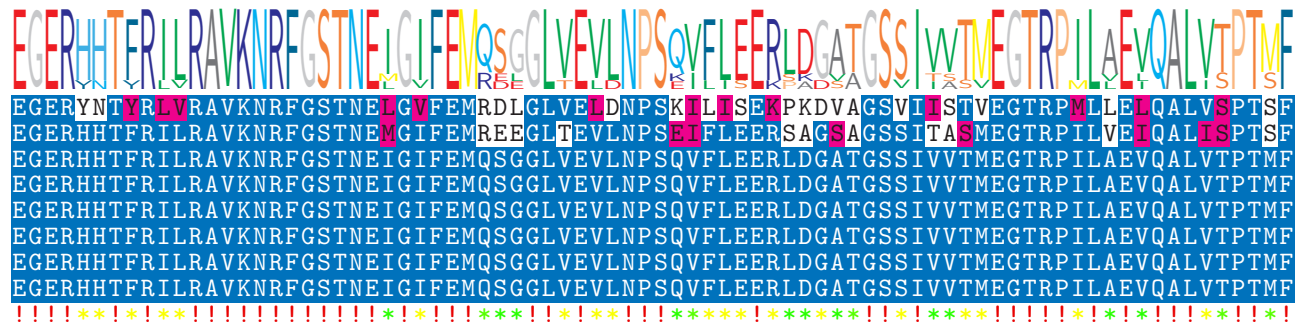 EGERHHTFRILRAVKNRFGSTNEIGIFEMQSGGLVEVLNPSQVFLEERLDGATGSSIVVTMEGTRPILAEVQALVTPTMF
EGERYNTYRLVRAVKNRFGSTNELGVFEMRDLGLVELDNPSKILISEKPKDVAGSVIISTVEGTRPMLLELQALVSPTSF
EGERHHTFRILRAVKNRFGSTNEMGIFEMREEGLTEVLNPSEIFLEERSAGSAGSSITASMEGTRPILVEIQALISPTSF
EGERHHTFRILRAVKNRFGSTNEIGIFEMQSGGLVEVLNPSQVFLEERLDGATGSSIVVTMEGTRPILAEVQALVTPTMF
EGERHHTFRILRAVKNRFGSTNEIGIFEMQSGGLVEVLNPSQVFLEERLDGATGSSIVVTMEGTRPILAEVQALVTPTMF
EGERHHTFRILRAVKNRFGSTNEIGIFEMQSGGLVEVLNPSQVFLEERLDGATGSSIVVTMEGTRPILAEVQALVTPTMF
EGERHHTFRILRAVKNRFGSTNEIGIFEMQSGGLVEVLNPSQVFLEERLDGATGSSIVVTMEGTRPILAEVQALVTPTMF
EGERHHTFRILRAVKNRFGSTNEIGIFEMQSGGLVEVLNPSQVFLEERLDGATGSSIVVTMEGTRPILAEVQALVTPTMF
EGERHHTFRILRAVKNRFGSTNEIGIFEMQSGGLVEVLNPSQVFLEERLDGATGSSIVVTMEGTRPILAEVQALVTPTMF
!!!!**!*!**!!!!!!!!!!!!*!*!!!***!!*!**!!!*****!******!!*!****!!!!!*!*!*!!!**!!*!